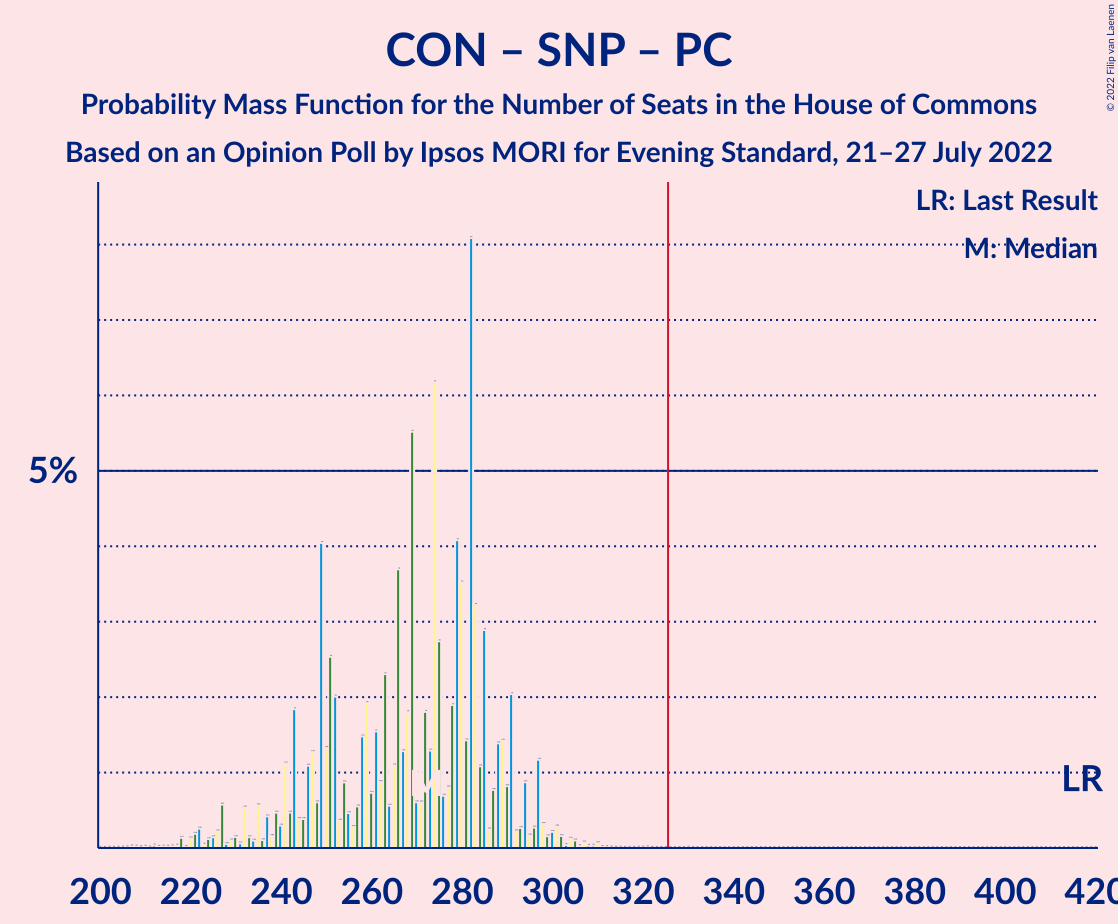 CON – SNP – PC
Probability Mass Function for the Number of Seats in the House of Commons
Based on an Opinion Poll by Ipsos MORI for Evening Standard, 21–27 July 2022
© 2022 Filip van Laenen
LR: Last Result
M: Median
5%
LR
200 220 240 260 280 300 320 340 360 380 400 420